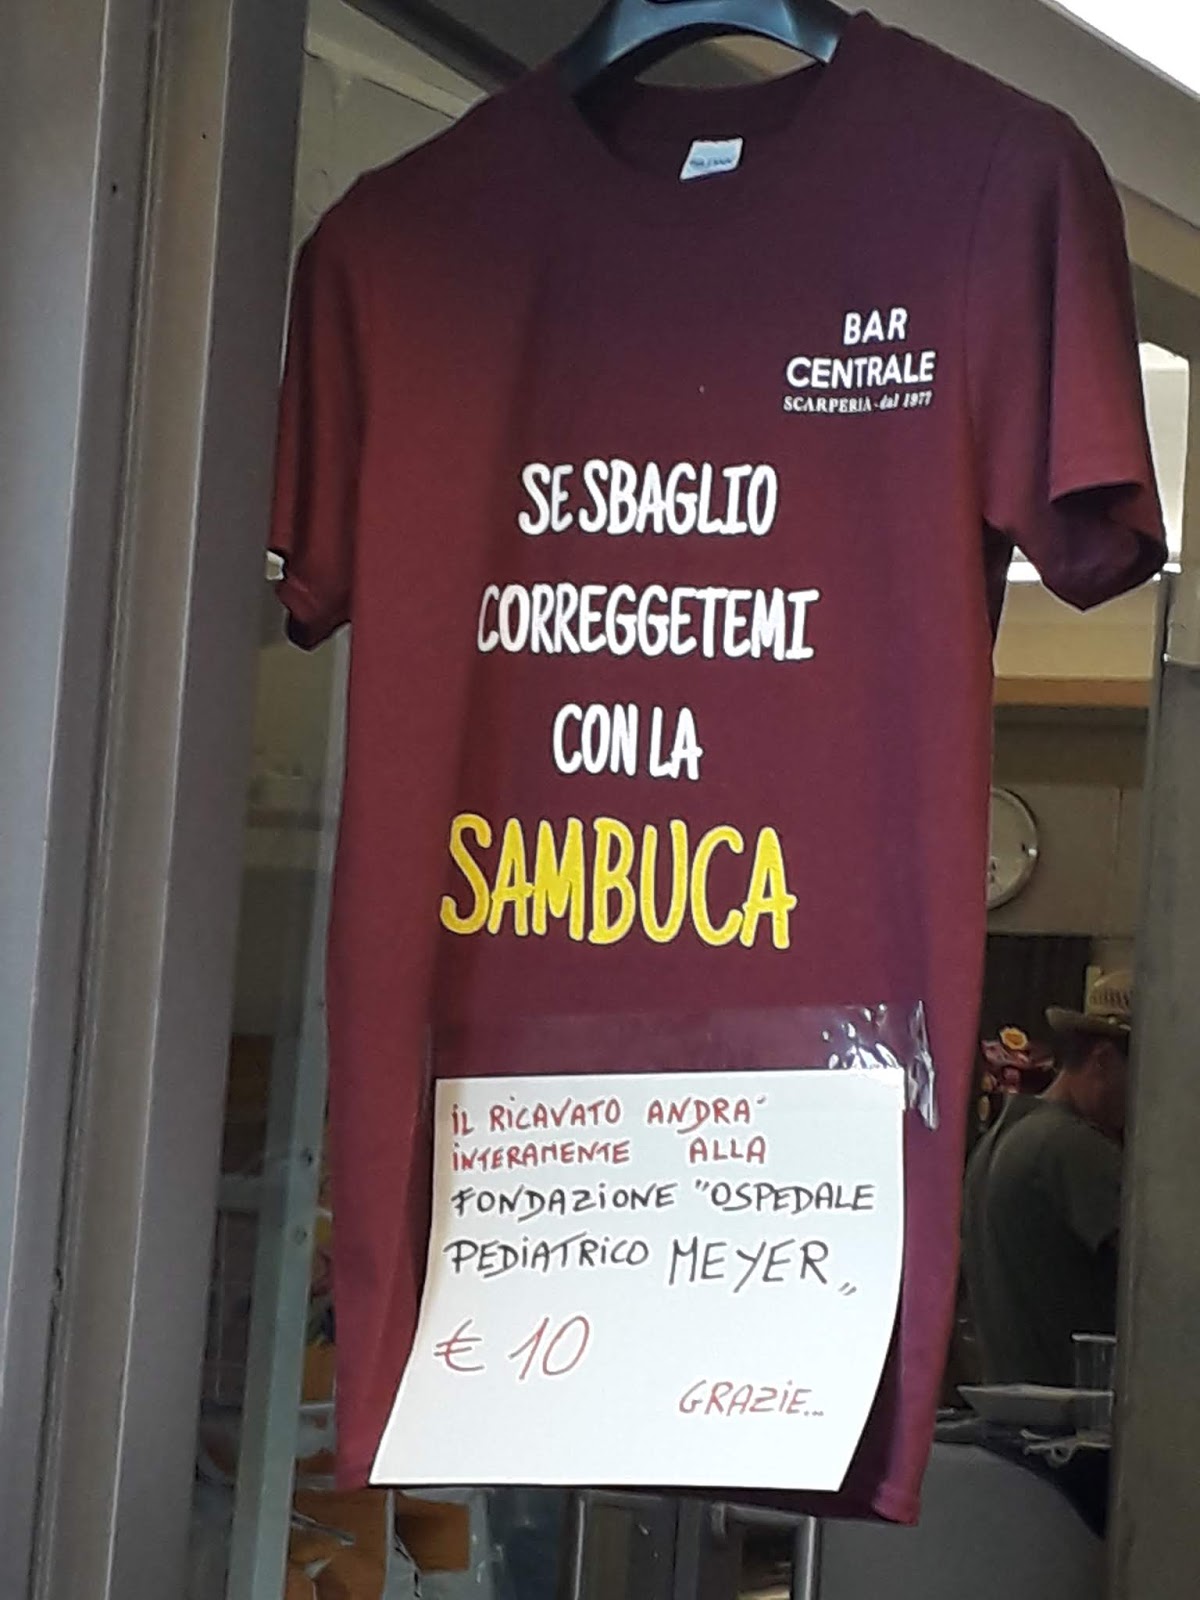 BAR
CENTRALE
SCARPERIA-dal 1977
SE SBAGLIO
CORREGGETEMI
CON LA
SAMBUCA
iL RICAVATO ANDRA'
iNTERAMENTE ALLA
FONDAZiONE "OSPEDALE
PEDiATRiCO MEYER"
€ 10
GRAZiE...